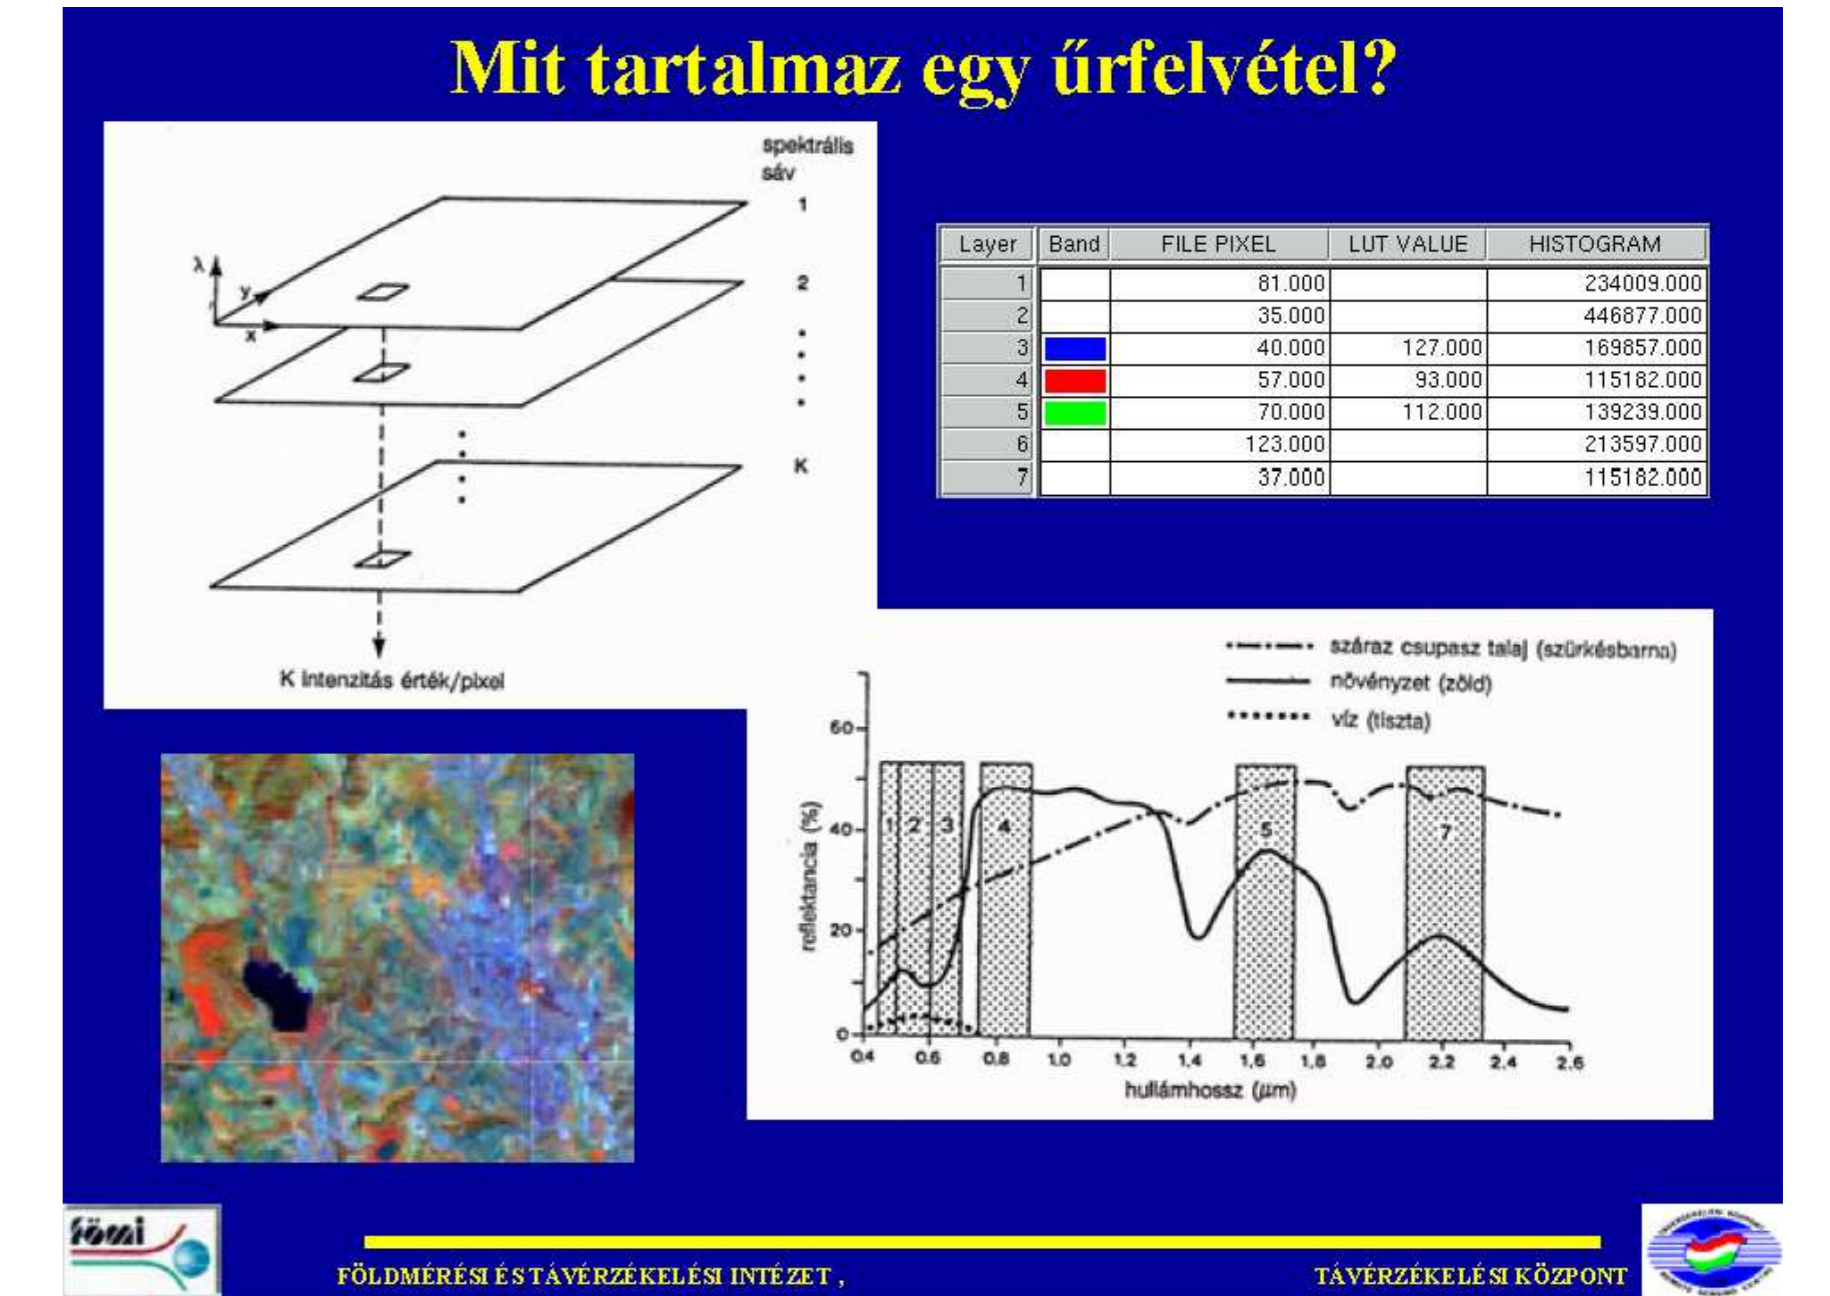 Mit tartalmaz egy űrfelvétel?
spektrális
sáv
1
2
K
λ
y
x
K intenzitás érték/pixel
Layer Band FILE PIXEL LUT VALUE HISTOGRAM
1 81.000 234009.000
2 35.000 446877.000
3 40.000 127.000 169857.000
4 57.000 93.000 115182.000
5 70.000 112.000 139239.000
6 123.000 213597.000
7 37.000 115182.000
száraz csupasz talaj (szürkésbarna)
növényzet (zöld)
víz (tiszta)
60
40
20
0
reflektancia (%)
1 2 3 4 5 7
0.4 0.6 0.8 1.0 1.2 1.4 1.6 1.8 2.0 2.2 2.4 2.6
hullámhossz (μm)
fömi
FÖLDMÉRÉSI ÉS TÁVÉRZÉKELÉSI INTÉZET ,
TÁVÉRZÉKELÉSI KÖZPONT